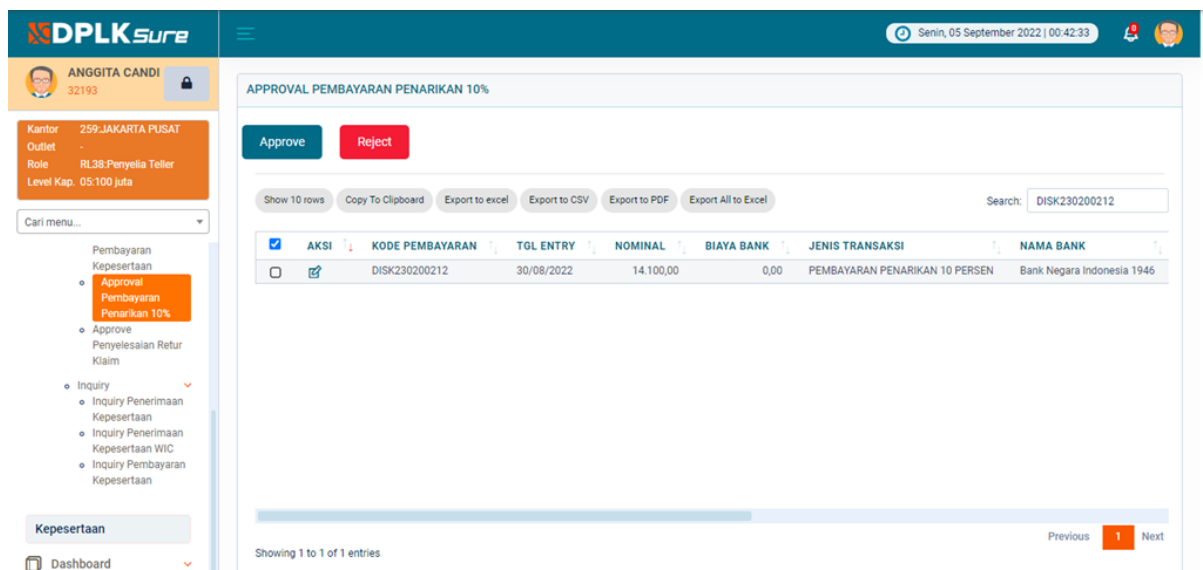 DPLKSure
Senin, 05 September 2022 | 00:42:33
0
ANGGITA CANDI
32193
Kantor 259:JAKARTA PUSAT
Outlet -
Role RL38:Penyelia Teller
Level Kap. 05:100 juta
Cari menu...
Pembayaran
Kepesertaan
Approval
Pembayaran
Penarikan 10%
Approve
Penyelesaian Retur
Klaim
Inquiry
Inquiry Penerimaan
Kepesertaan
Inquiry Penerimaan
Kepesertaan WIC
Inquiry Pembayaran
Kepesertaan
Kepesertaan
Dashboard
APPROVAL PEMBAYARAN PENARIKAN 10%
Approve Reject
Show 10 rows Copy To Clipboard Export to excel Export to CSV Export to PDF Export All to Excel Search: DISK230200212
AKSI KODE PEMBAYARAN TGL ENTRY NOMINAL BIAYA BANK JENIS TRANSAKSI NAMA BANK
DISK230200212 30/08/2022 14.100,00 0,00 PEMBAYARAN PENARIKAN 10 PERSEN Bank Negara Indonesia 1946
Previous 1 Next
Showing 1 to 1 of 1 entries